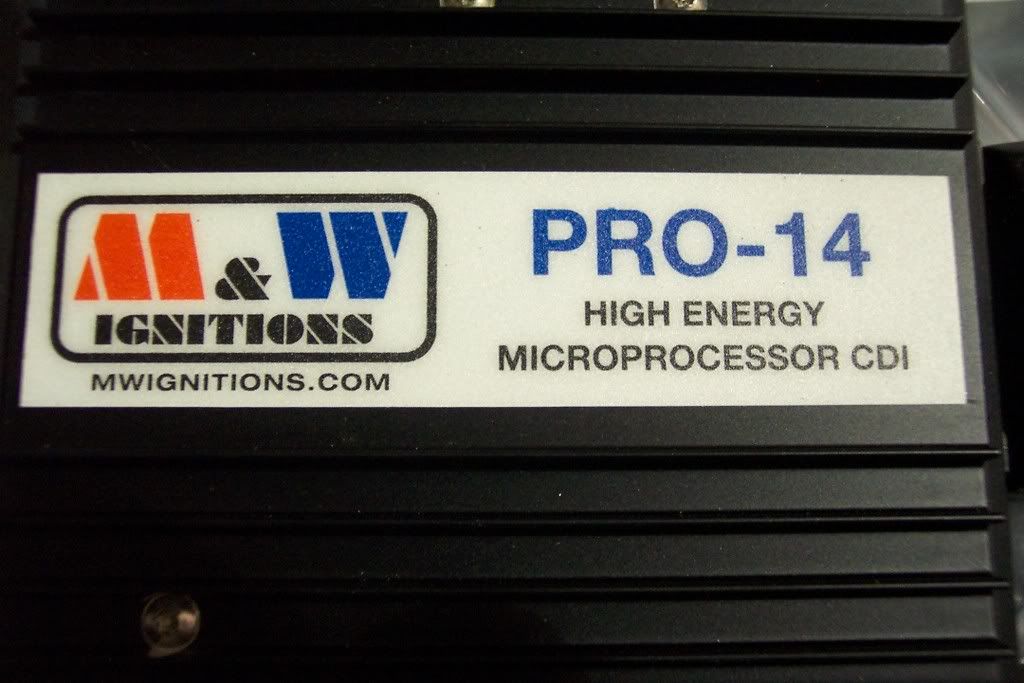 M & W
IGNITIONS
MWIGNITIONS.COM
PRO-14
HIGH ENERGY
MICROPROCESSOR CDI